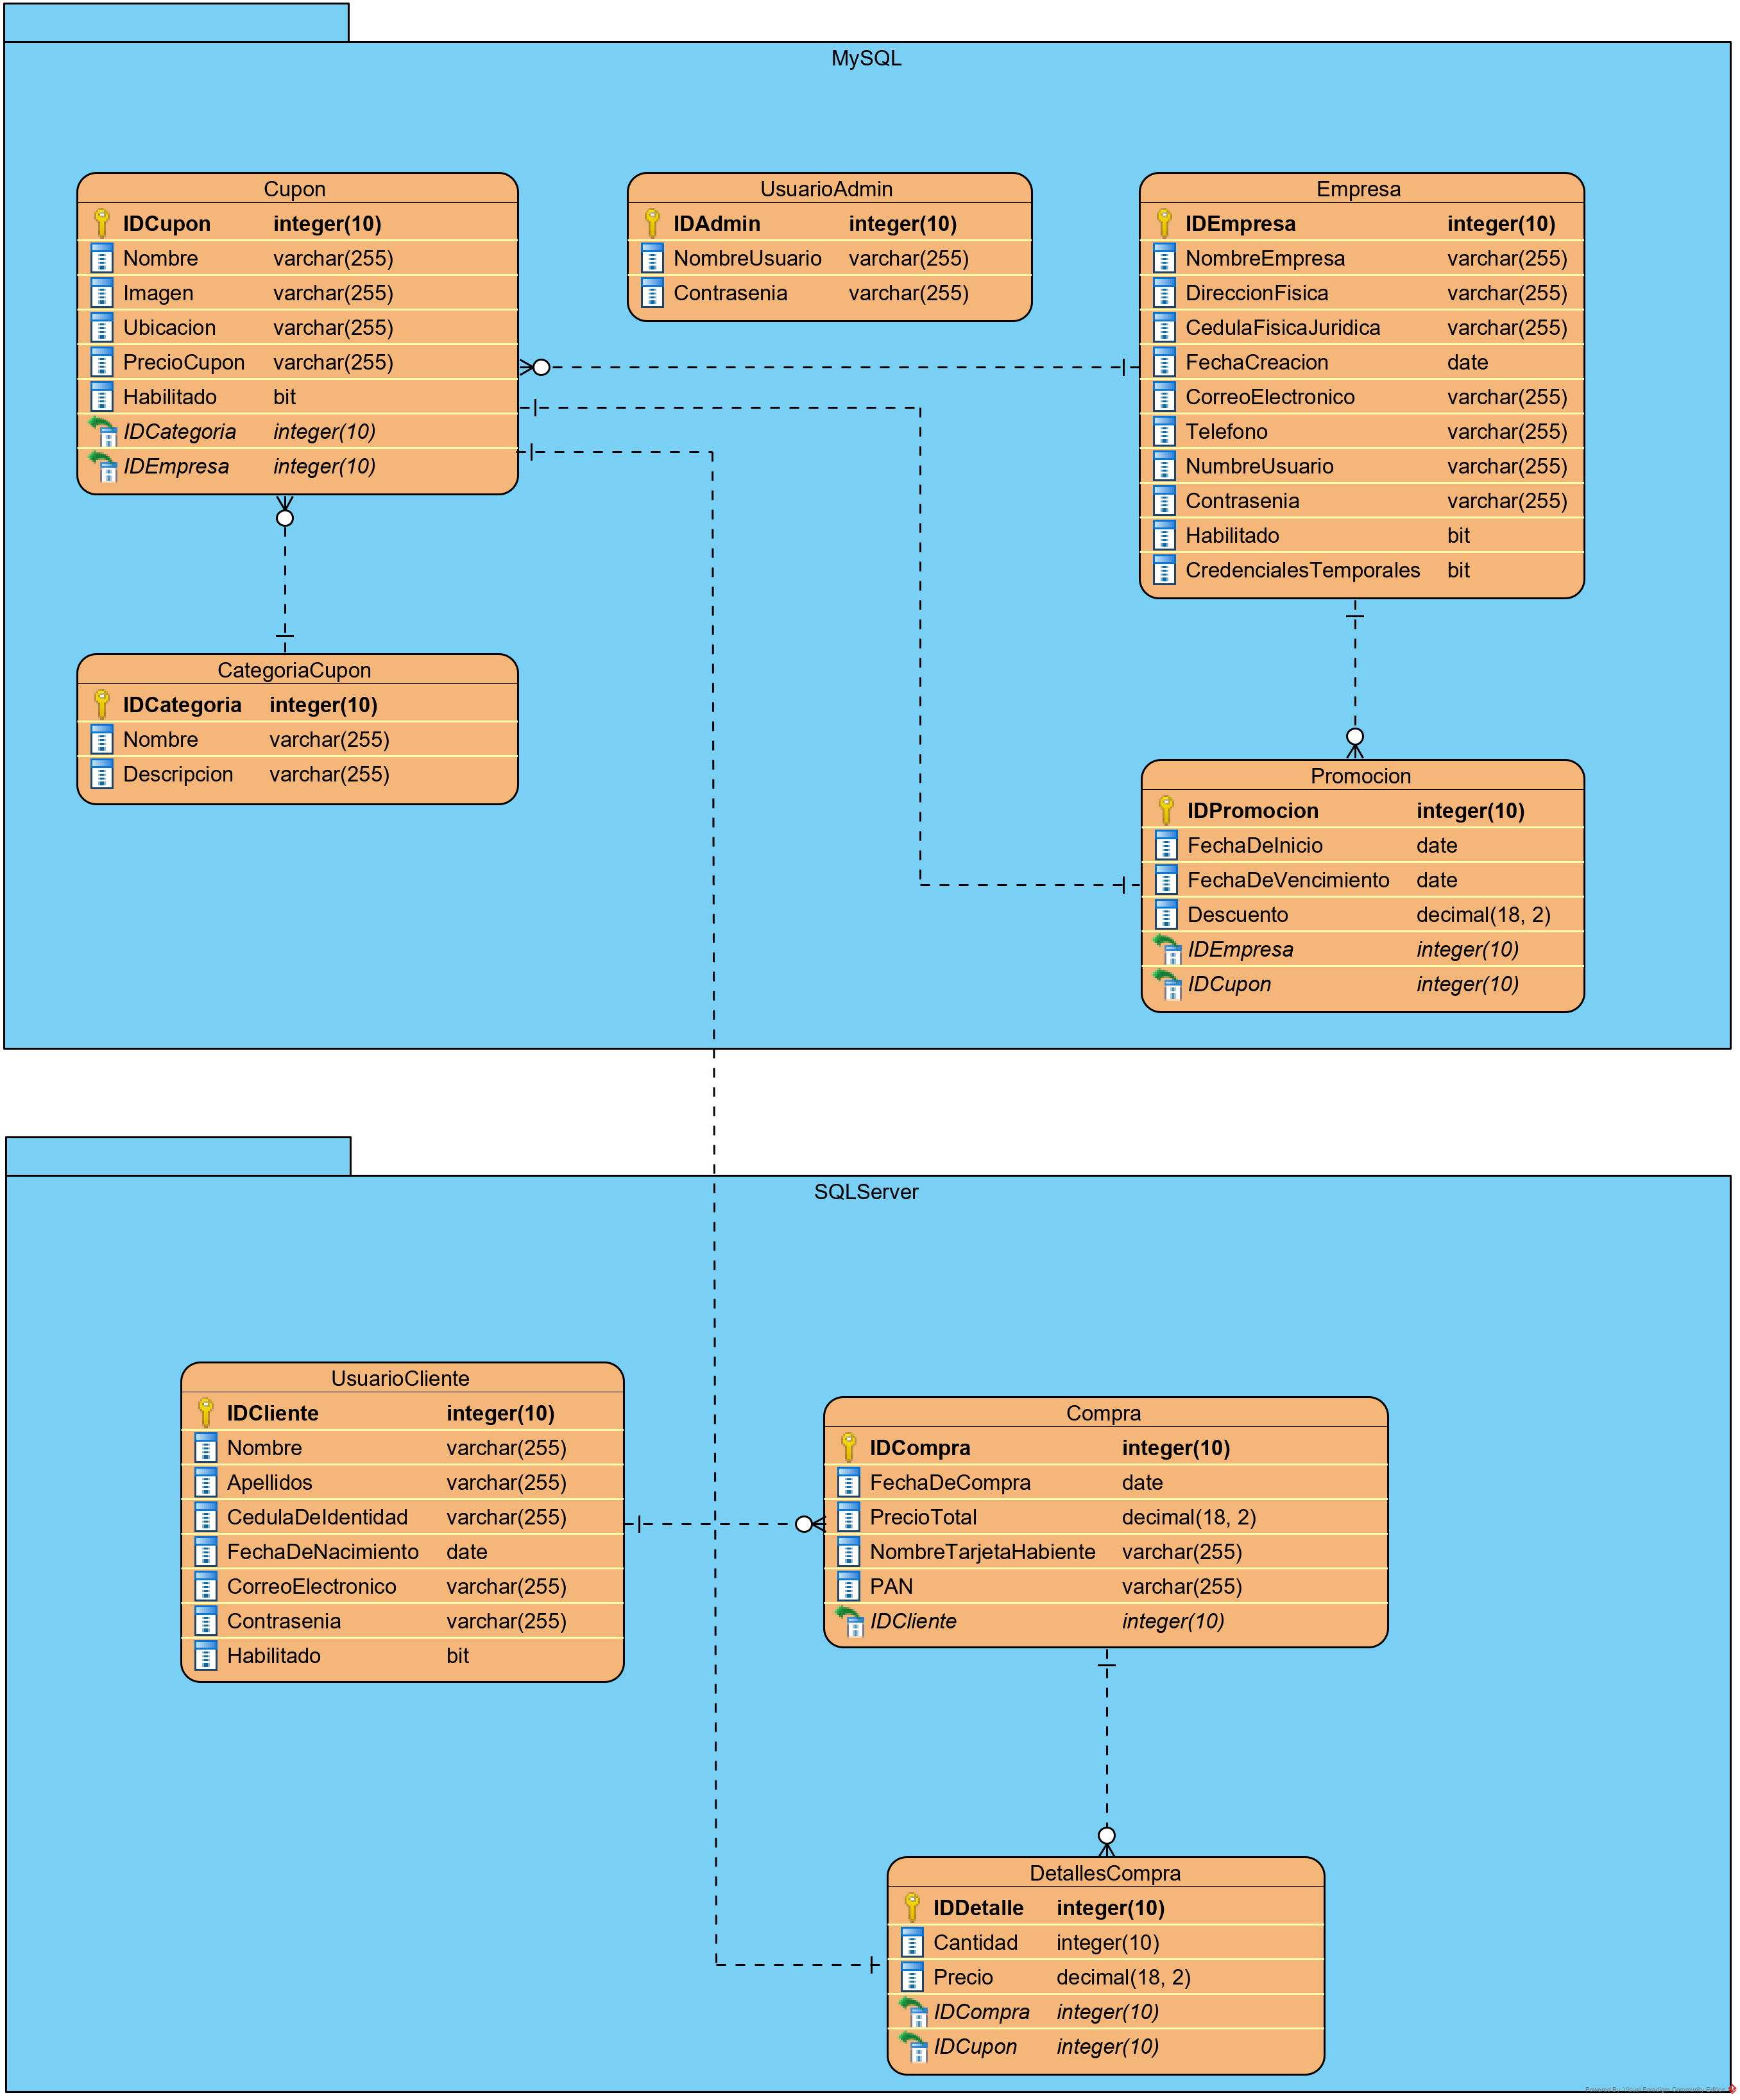 MySQL
Cupon
IDCupon integer(10)
Nombre varchar(255)
Imagen varchar(255)
Ubicacion varchar(255)
PrecioCupon varchar(255)
Habilitado bit
IDCategoria integer(10)
IDEmpresa integer(10)
UsuarioAdmin
IDAdmin integer(10)
NombreUsuario varchar(255)
Contrasenia varchar(255)
Empresa
IDEmpresa integer(10)
NombreEmpresa varchar(255)
DireccionFisica varchar(255)
CedulaFisicaJuridica varchar(255)
FechaCreacion date
CorreoElectronico varchar(255)
Telefono varchar(255)
NumbreUsuario varchar(255)
Contrasenia varchar(255)
Habilitado bit
CredencialesTemporales bit
CategoriaCupon
IDCategoria integer(10)
Nombre varchar(255)
Descripcion varchar(255)
Promocion
IDPromocion integer(10)
FechaDeInicio date
FechaDeVencimiento date
Descuento decimal(18, 2)
IDEmpresa integer(10)
IDCupon integer(10)
SQLServer
UsuarioCliente
IDCliente integer(10)
Nombre varchar(255)
Apellidos varchar(255)
CedulaDeIdentidad varchar(255)
FechaDeNacimiento date
CorreoElectronico varchar(255)
Contrasenia varchar(255)
Habilitado bit
Compra
IDCompra integer(10)
FechaDeCompra date
PrecioTotal decimal(18, 2)
NombreTarjetaHabiente varchar(255)
PAN varchar(255)
IDCliente integer(10)
DetallesCompra
IDDetalle integer(10)
Cantidad integer(10)
Precio decimal(18, 2)
IDCompra integer(10)
IDCupon integer(10)
Powered By Visual Paradigm Community Edition